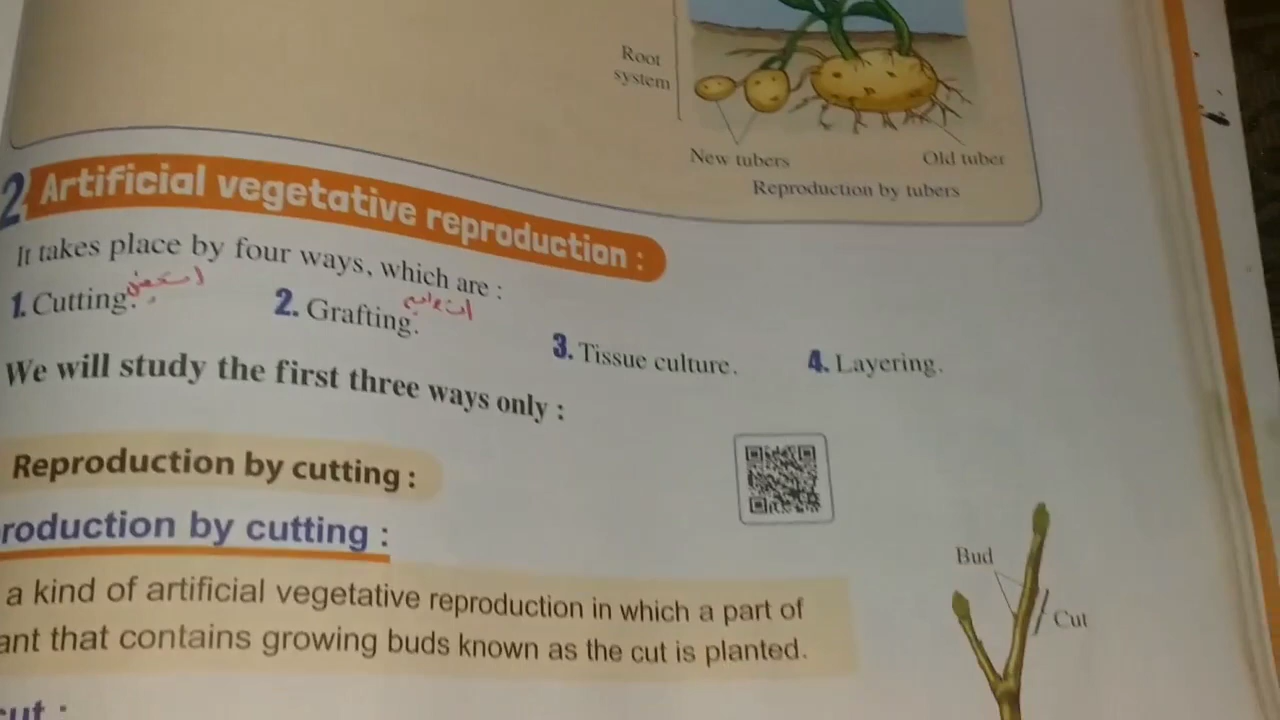 Root
system
New tubers
Old tuber
Reproduction by tubers
2 Artificial vegetative reproduction :
It takes place by four ways, which are :
1. Cutting.
2. Grafting.
3. Tissue culture.
4. Layering.
We will study the first three ways only :
Reproduction by cutting :
roduction by cutting :
a kind of artificial vegetative reproduction in which a part of
ant that contains growing buds known as the cut is planted.
Bud
Cut
cut :